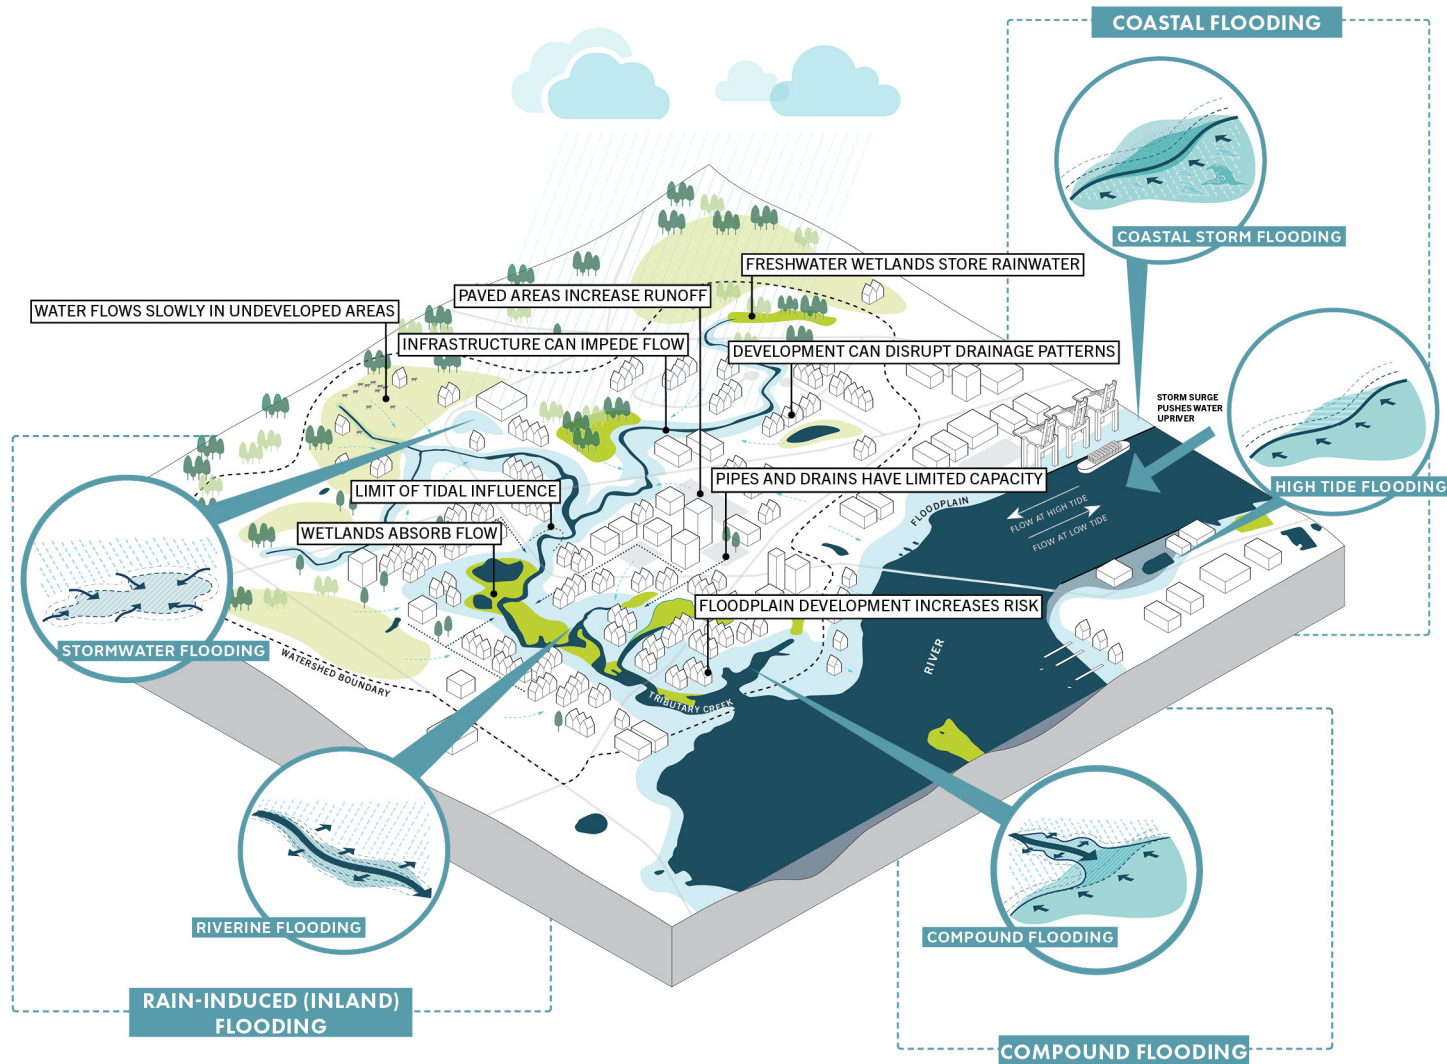 COASTAL FLOODING
COASTAL STORM FLOODING
FRESHWATER WETLANDS STORE RAINWATER
PAVED AREAS INCREASE RUNOFF
WATER FLOWS SLOWLY IN UNDEVELOPED AREAS
INFRASTRUCTURE CAN IMPEDE FLOW
DEVELOPMENT CAN DISRUPT DRAINAGE PATTERNS
STORM SURGE
PUSHES WATER
UPRIVER
PIPES AND DRAINS HAVE LIMITED CAPACITY
HIGH TIDE FLOODING
LIMIT OF TIDAL INFLUENCE
FLOODPLAIN
FLOW AT HIGH TIDE
FLOW AT LOW TIDE
WETLANDS ABSORB FLOW
FLOODPLAIN DEVELOPMENT INCREASES RISK
STORMWATER FLOODING
WATERSHED BOUNDARY
RIVER
TRIBUTARY CREEK
RIVERINE FLOODING
COMPOUND FLOODING
RAIN-INDUCED (INLAND)
FLOODING
COMPOUND FLOODING